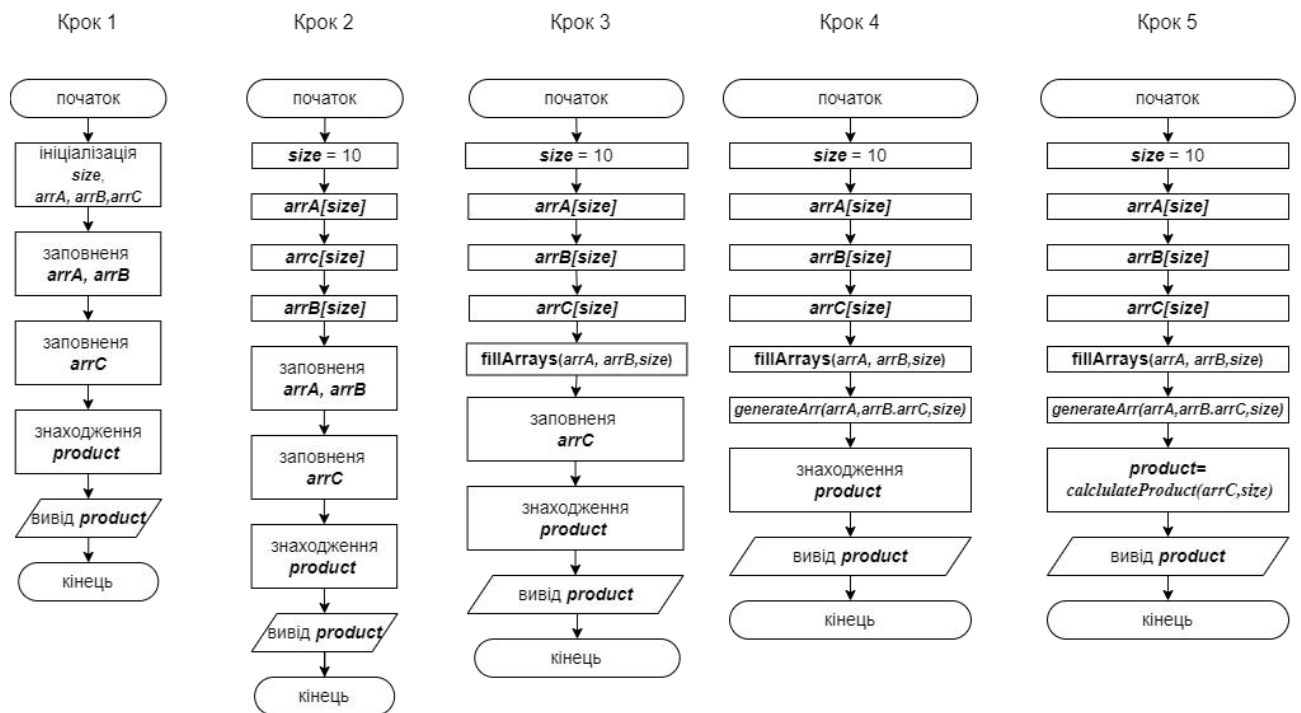 Крок 1
початок
ініціалізація
size,
arrA, arrB,arrC
заповненя
arrA, arrB
заповненя
arrC
знаходження
product
вивід product
кінець
Крок 2
початок
size = 10
arrA[size]
arrc[size]
arrB[size]
заповненя
arrA, arrB
заповненя
arrC
знаходження
product
вивід product
кінець
Крок 3
початок
size = 10
arrA[size]
arrB[size]
arrC[size]
fillArrays(arrA, arrB,size)
заповненя
arrC
знаходження
product
вивід product
кінець
Крок 4
початок
size = 10
arrA[size]
arrB[size]
arrC[size]
fillArrays(arrA, arrB,size)
generateArr(arrA,arrB.arrC,size)
знаходження
product
вивід product
кінець
Крок 5
початок
size = 10
arrA[size]
arrB[size]
arrC[size]
fillArrays(arrA, arrB,size)
generateArr(arrA,arrB.arrC,size)
product=
calclulateProduct(arrC,size)
вивід product
кінець